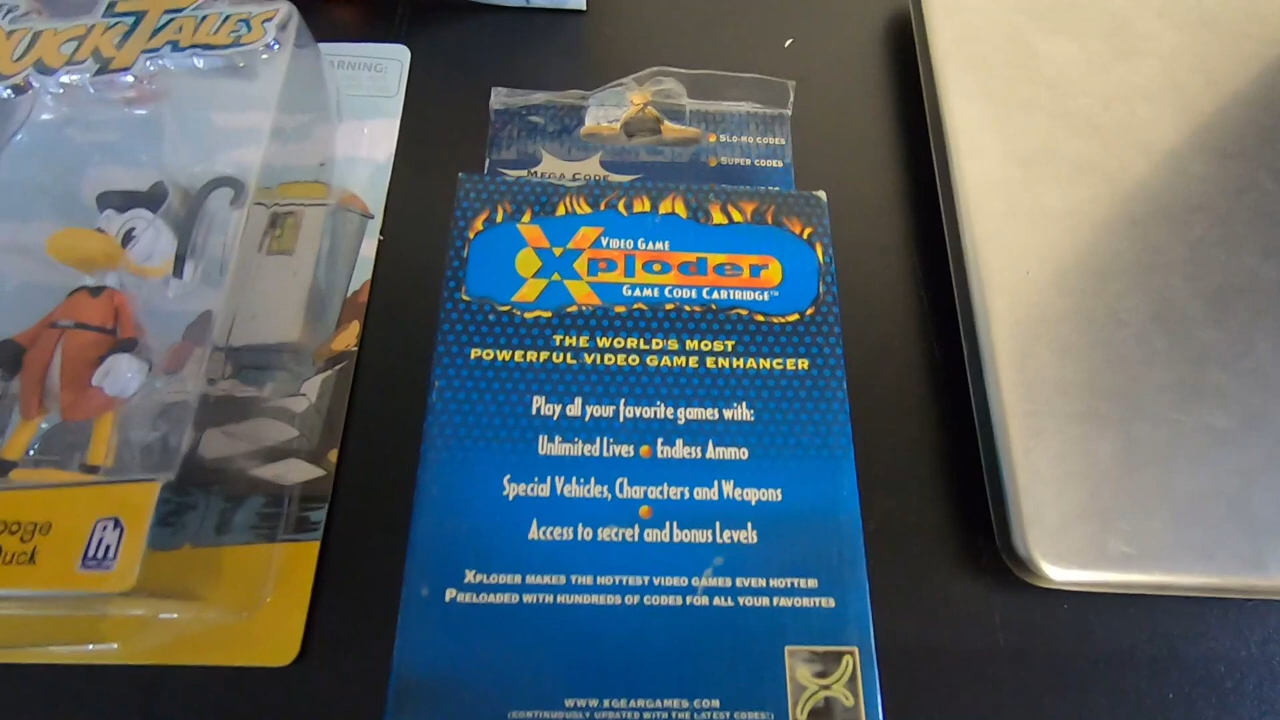 DUCKTALES
WARNING:
ooge
Duck
SLO-MO CODES
SUPER CODES
MEGA CODE
VIDEO GAME
Xploder
GAME CODE CARTRIDGE™
THE WORLD'S MOST
POWERFUL VIDEO GAME ENHANCER
Play all your favorite games with:
Unlimited Lives • Endless Ammo
Special Vehicles, Characters and Weapons
Access to secret and bonus Levels
XPLODER MAKES THE HOTTEST VIDEO GAMES EVEN HOTTER!
PRELOADED WITH HUNDREDS OF CODES FOR ALL YOUR FAVORITES
WWW.XGEARGAMES.COM
(CONTINUOUSLY UPDATED WITH THE LATEST CODES!)